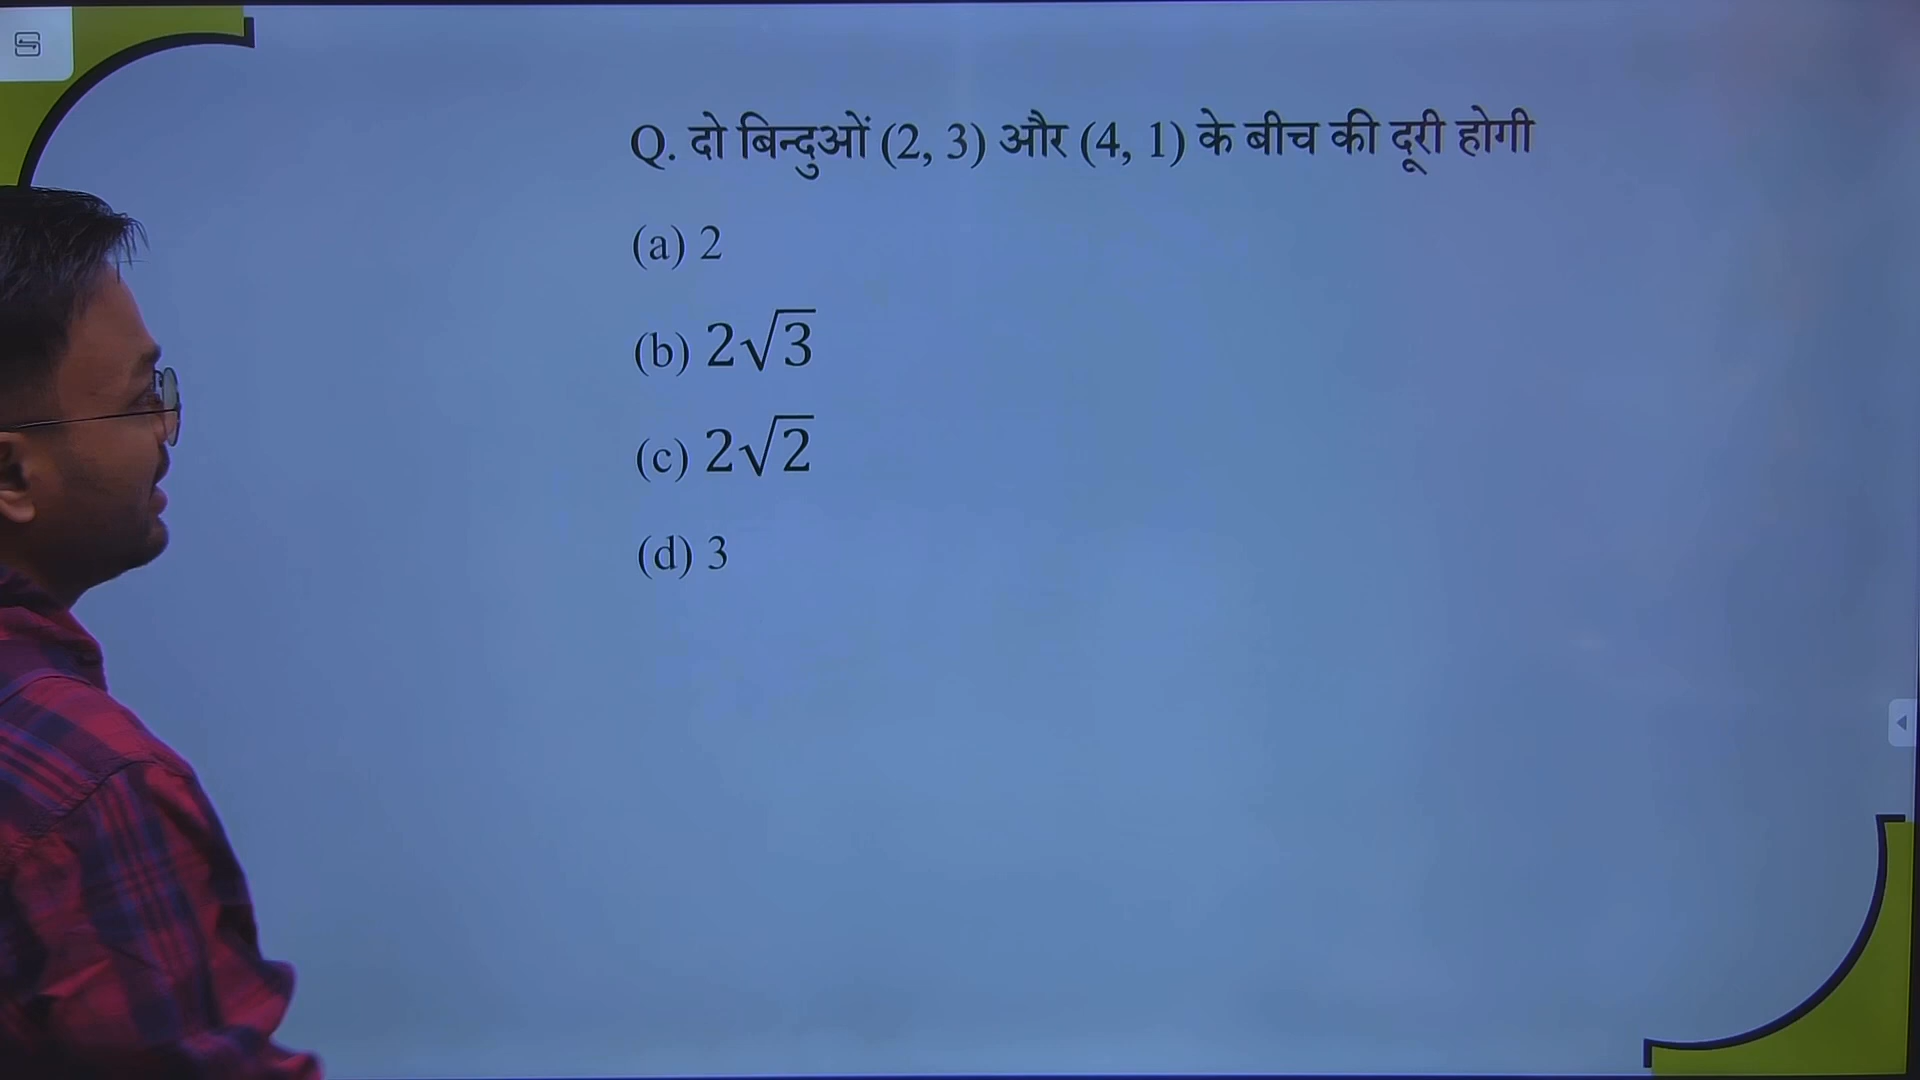 Q. दो बिन्दुओं (2, 3) और (4, 1) के बीच की दूरी होगी
(a) 2
(b) 2√3
(c) 2√2
(d) 3